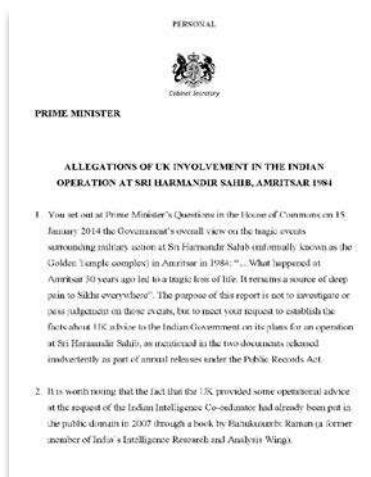 PERSONAL
Cabinet Secretary
PRIME MINISTER
ALLEGATIONS OF UK INVOLVEMENT IN THE INDIAN
OPERATION AT SRI HARMANDIR SAHIB, AMRITSAR 1984
1. You set out at Prime Minister's Questions in the House of Commons on 15
January 2014 the Government's overall view on the tragic events
surrounding military action at Sri Harmandir Sahib (informally known as the
Golden Temple complex) in Amritsar in 1984: "…What happened at
Amritsar 30 years ago led to a tragic loss of life. It remains a source of deep
pain to Sikhs everywhere". The purpose of this report is not to investigate or
pass judgement on those events, but to meet your request to establish the
facts about UK advice to the Indian Government on its plans for an operation
at Sri Harmandir Sahib, as mentioned in the two documents released
inadvertently as part of annual releases under the Public Records Act.
2. It is worth noting that the fact that the UK provided some operational advice
at the request of the Indian Intelligence Co-ordinator had already been put in
the public domain in 2007 through a book by Raman (a former
member of India's Intelligence Research and Analysis Wing).